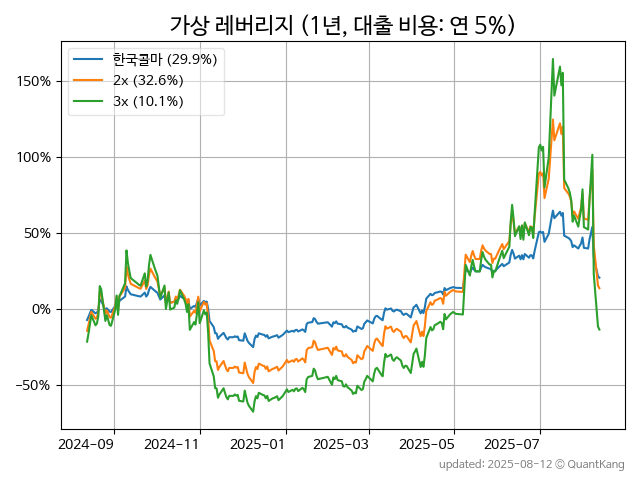 가상 레버리지 (1년, 대출 비용: 연 5%)
한국콜마 (29.9%)
2x (32.6%)
3x (10.1%)
150%
100%
50%
0%
−50%
2024-09 2024-11 2025-01 2025-03 2025-05 2025-07
updated: 2025-08-12 © QuantKang